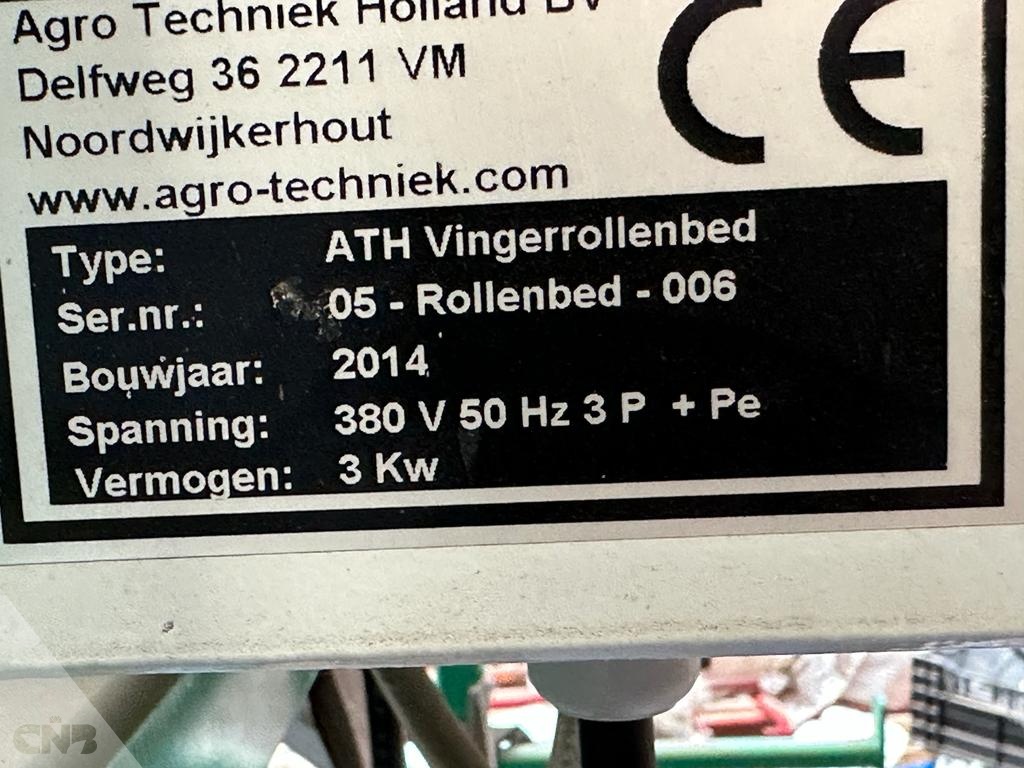 Agro Techniek Holland BV
Delfweg 36 2211 VM
Noordwijkerhout
www.agro-techniek.com
CE
Type: ATH Vingerrollenbed
Ser.nr.: 05 - Rollenbed - 006
Bouwjaar: 2014
Spanning: 380 V 50 Hz 3 P + Pe
Vermogen: 3 Kw
CNB